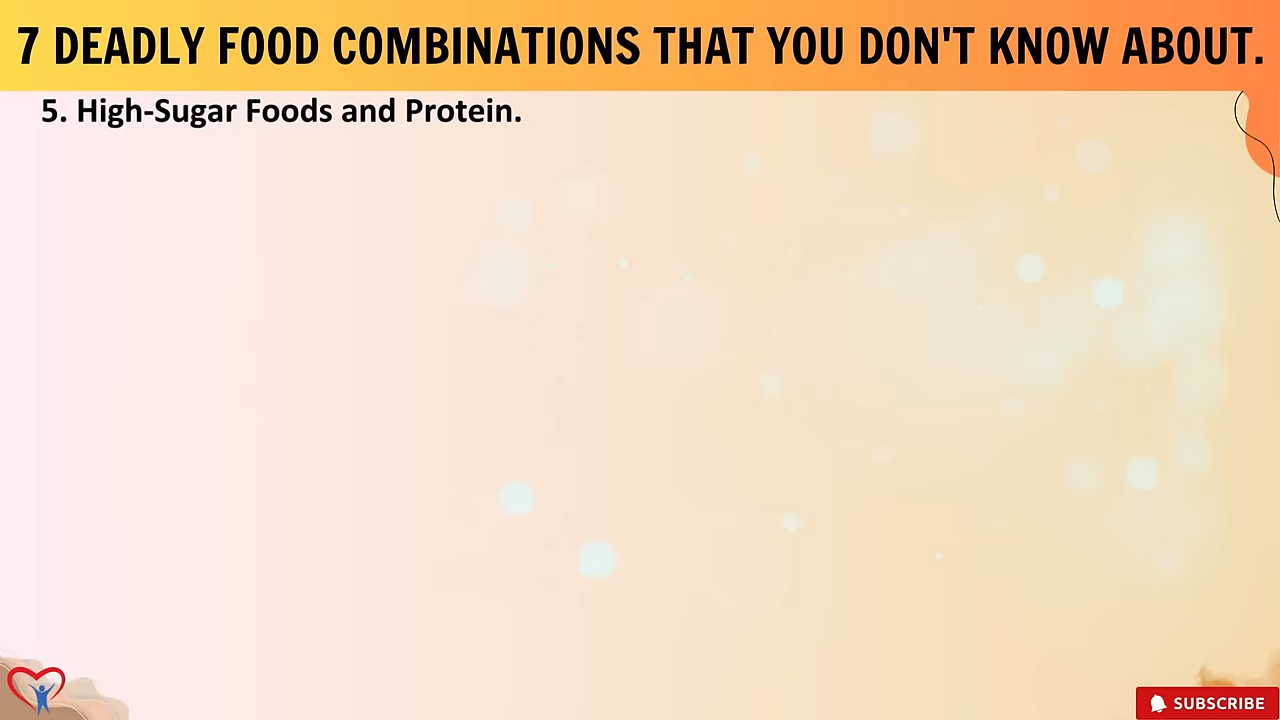 7 DEADLY FOOD COMBINATIONS THAT YOU DON'T KNOW ABOUT.
5. High-Sugar Foods and Protein.
SUBSCRIBE